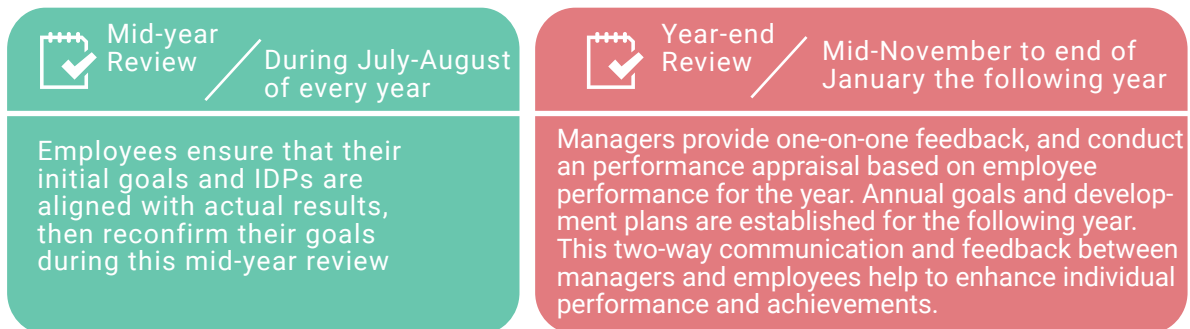 Mid-year
Review
During July-August
of every year
Employees ensure that their
initial goals and IDPs are
aligned with actual results,
then reconfirm their goals
during this mid-year review
Year-end
Review
Mid-November to end of
January the following year
Managers provide one-on-one feedback, and conduct
an performance appraisal based on employee
performance for the year. Annual goals and develop-
ment plans are established for the following year.
This two-way communication and feedback between
managers and employees help to enhance individual
performance and achievements.